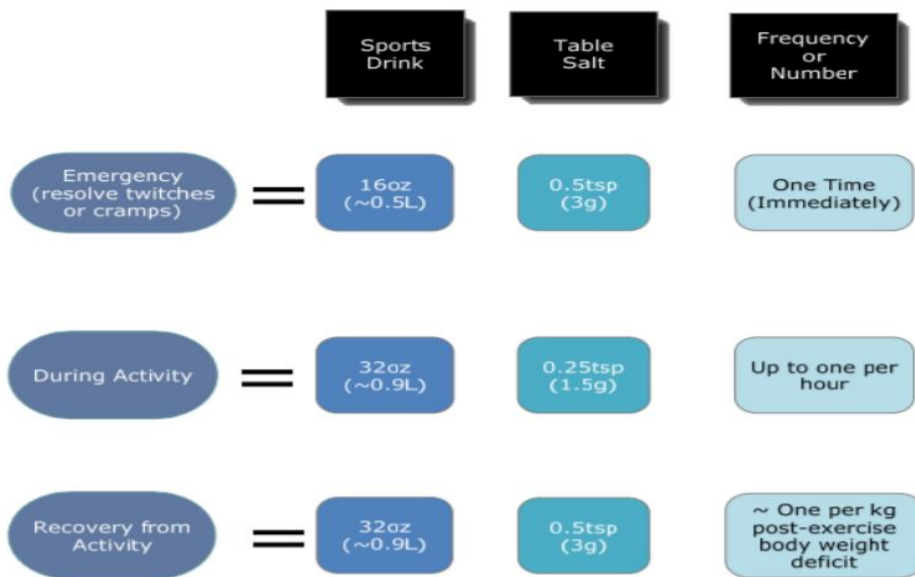 Sports
Drink
Table
Salt
Frequency
or
Number
Emergency
(resolve twitches
or cramps)
16oz
(~0.5L)
0.5tsp
(3g)
One Time
(Immediately)
During Activity
32oz
(~0.9L)
0.25tsp
(1.5g)
Up to one per
hour
Recovery from
Activity
32oz
(~0.9L)
0.5tsp
(3g)
~ One per kg
post-exercise
body weight
deficit